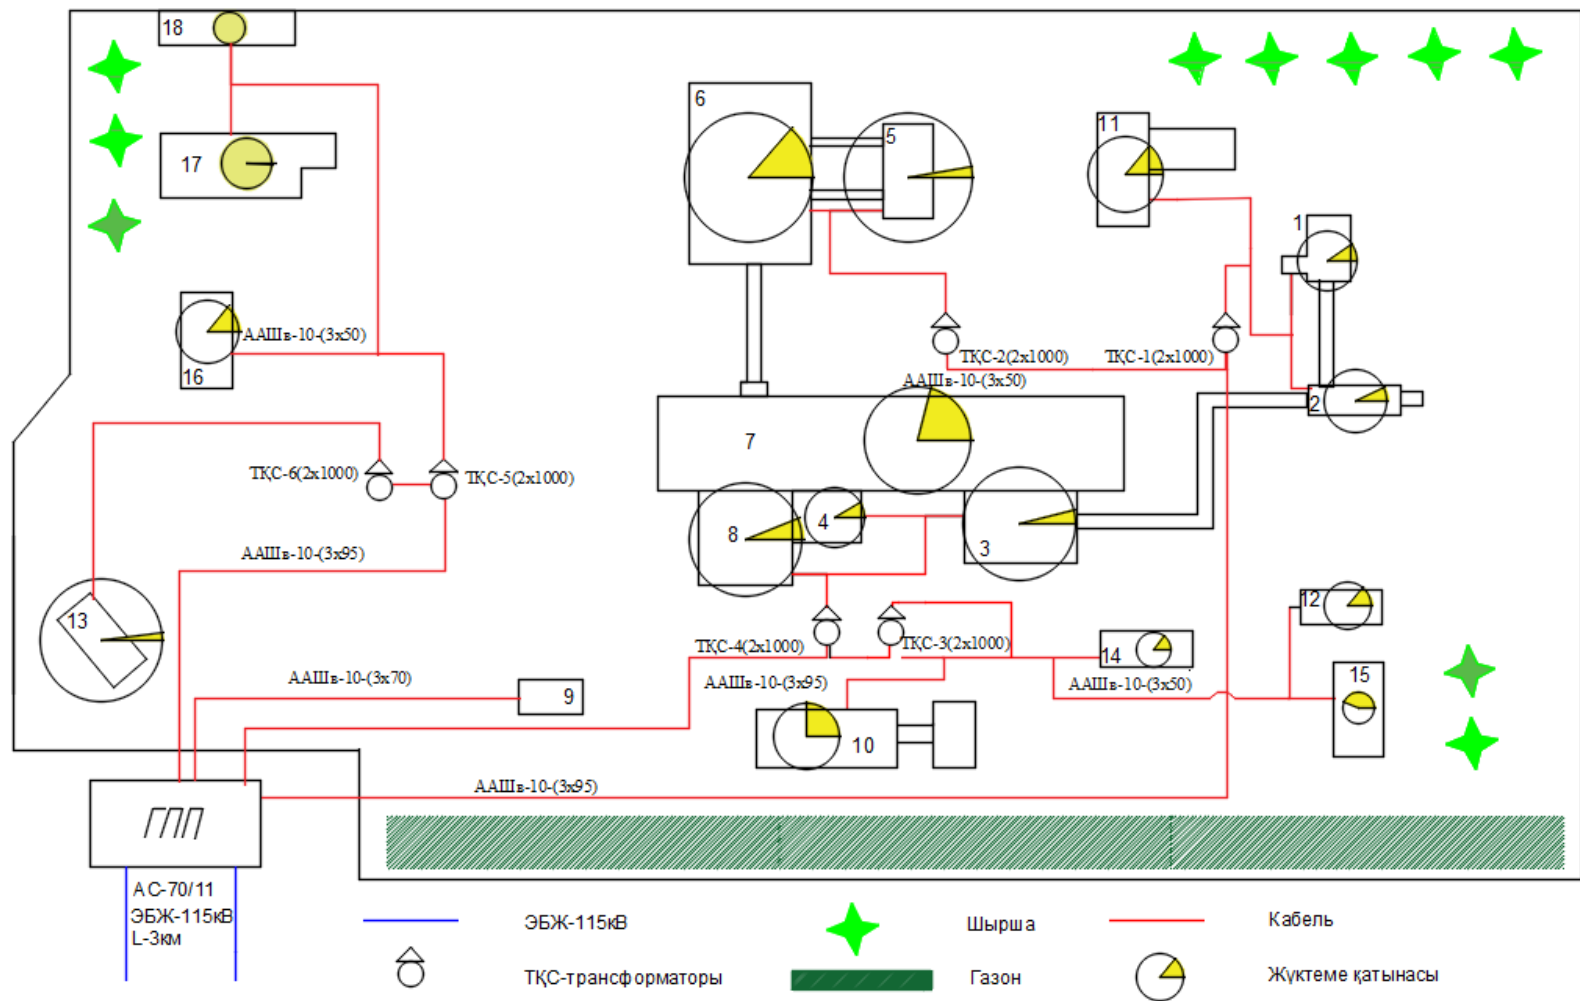 18
6
5
11
17
1
ААШв-10-(3х50)
16
ТҚС-2(2х1000)
ТҚС-1(2х1000)
ААШв-10-(3х50)
2
7
ТҚС-6(2х1000)
ТҚС-5(2х1000)
4
8
3
ААШв-10-(3х95)
12
13
ТҚС-4(2х1000)
ТҚС-3(2х1000)
14
15
ААШв-10-(3х70)
9
ААШв-10-(3х95)
ААШв-10-(3х50)
10
ААШв-10-(3х95)
ГПП
АС-70/11
ЭБЖ-115кВ
L-3км
ЭБЖ-115кВ
Шырша
Кабель
ТҚС-трансформаторы
Газон
Жүктеме қатынасы